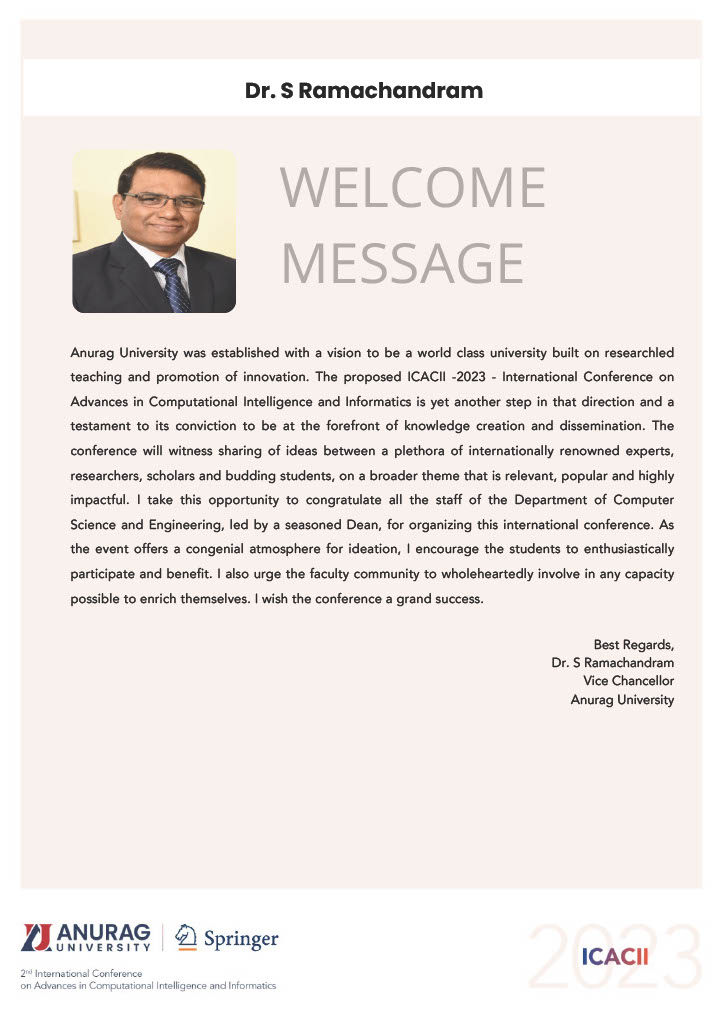 Dr. S Ramachandram
WELCOME
MESSAGE
Anurag University was established with a vision to be a world class university built on researchled
teaching and promotion of innovation. The proposed ICACII -2023 - International Conference on
Advances in Computational Intelligence and Informatics is yet another step in that direction and a
testament to its conviction to be at the forefront of knowledge creation and dissemination. The
conference will witness sharing of ideas between a plethora of internationally renowned experts,
researchers, scholars and budding students, on a broader theme that is relevant, popular and highly
impactful. I take this opportunity to congratulate all the staff of the Department of Computer
Science and Engineering, led by a seasoned Dean, for organizing this international conference. As
the event offers a congenial atmosphere for ideation, I encourage the students to enthusiastically
participate and benefit. I also urge the faculty community to wholeheartedly involve in any capacity
possible to enrich themselves. I wish the conference a grand success.
Best Regards,
Dr. S Ramachandram
Vice Chancellor
Anurag University
ANURAG
UNIVERSITY
Springer
2nd International Conference
on Advances in Computational Intelligence and Informatics
2023
ICACII